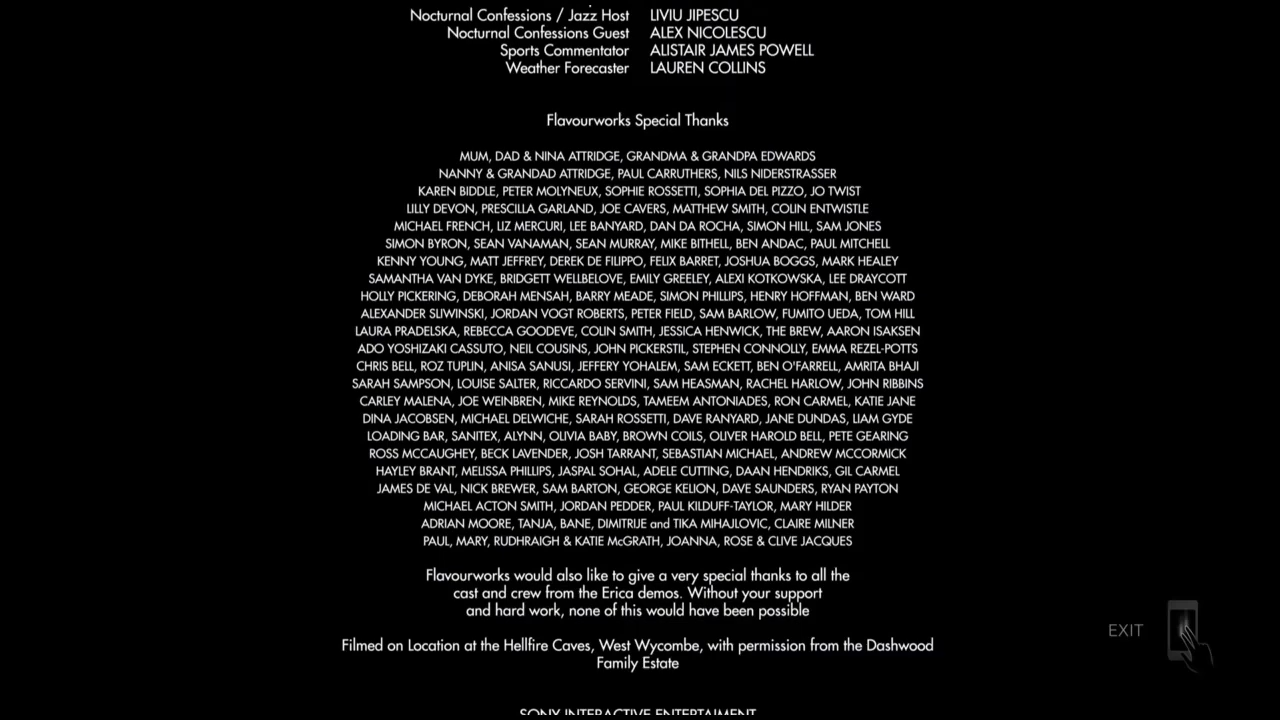 Nocturnal Confessions / Jazz Host LIVIU JIPESCU
Nocturnal Confessions Guest ALEX NICOLESCU
Sports Commentator ALISTAIR JAMES POWELL
Weather Forecaster LAUREN COLLINS
Flavourworks Special Thanks
MUM, DAD & NINA ATTRIDGE, GRANDMA & GRANDPA EDWARDS
NANNY & GRANDAD ATTRIDGE, PAUL CARRUTHERS, NILS NIDERSTRASSER
KAREN BIDDLE, PETER MOLYNEUX, SOPHIE ROSSETTI, SOPHIA DEL PIZZO, JO TWIST
LILLY DEVON, PRESCILLA GARLAND, JOE CAVERS, MATTHEW SMITH, COLIN ENTWISTLE
MICHAEL FRENCH, LIZ MERCURI, LEE BANYARD, DAN DA ROCHA, SIMON HILL, SAM JONES
SIMON BYRON, SEAN VANAMAN, SEAN MURRAY, MIKE BITHELL, BEN ANDAC, PAUL MITCHELL
KENNY YOUNG, MATT JEFFREY, DEREK DE FILIPPO, FELIX BARRET, JOSHUA BOGGS, MARK HEALEY
SAMANTHA VAN DYKE, BRIDGETT WELLBELOVE, EMILY GREELEY, ALEXI KOTKOWSKA, LEE DRAYCOTT
HOLLY PICKERING, DEBORAH MENSAH, BARRY MEADE, SIMON PHILLIPS, HENRY HOFFMAN, BEN WARD
ALEXANDER SLIWINSKI, JORDAN VOGT ROBERTS, PETER FIELD, SAM BARLOW, FUMITO UEDA, TOM HILL
LAURA PRADELSKA, REBECCA GOODEVE, COLIN SMITH, JESSICA HENWICK, THE BREW, AARON ISAKSEN
ADO YOSHIZAKI CASSUTO, NEIL COUSINS, JOHN PICKERSTIL, STEPHEN CONNOLLY, EMMA REZEL-POTTS
CHRIS BELL, ROZ TUPLIN, ANISA SANUSI, JEFFERY YOHALEM, SAM ECKETT, BEN O'FARRELL, AMRITA BHAJI
SARAH SAMPSON, LOUISE SALTER, RICCARDO SERVINI, SAM HEASMAN, RACHEL HARLOW, JOHN RIBBINS
CARLEY MALENA, JOE WEINBREN, MIKE REYNOLDS, TAMEEM ANTONIADES, RON CARMEL, KATIE JANE
DINA JACOBSEN, MICHAEL DELWICHE, SARAH ROSSETTI, DAVE RANYARD, JANE DUNDAS, LIAM GYDE
LOADING BAR, SANITEX, ALYNN, OLIVIA BABY, BROWN COILS, OLIVER HAROLD BELL, PETE GEARING
ROSS MCCAUGHEY, BECK LAVENDER, JOSH TARRANT, SEBASTIAN MICHAEL, ANDREW MCCORMICK
HAYLEY BRANT, MELISSA PHILLIPS, JASPAL SOHAL, ADELE CUTTING, DAAN HENDRIKS, GIL CARMEL
JAMES DE VAL, NICK BREWER, SAM BARTON, GEORGE KELION, DAVE SAUNDERS, RYAN PAYTON
MICHAEL ACTON SMITH, JORDAN PEDDER, PAUL KILDUFF-TAYLOR, MARY HILDER
ADRIAN MOORE, TANJA, BANE, DIMITRIJE and TIKA MIHAJLOVIC, CLAIRE MILNER
PAUL, MARY, RUDHRAIGH & KATIE McGRATH, JOANNA, ROSE & CLIVE JACQUES
Flavourworks would also like to give a very special thanks to all the
cast and crew from the Erica demos. Without your support
and hard work, none of this would have been possible
EXIT
Filmed on Location at the Hellfire Caves, West Wycombe, with permission from the Dashwood
Family Estate
SONY INTERACTIVE ENTERTAIMENT